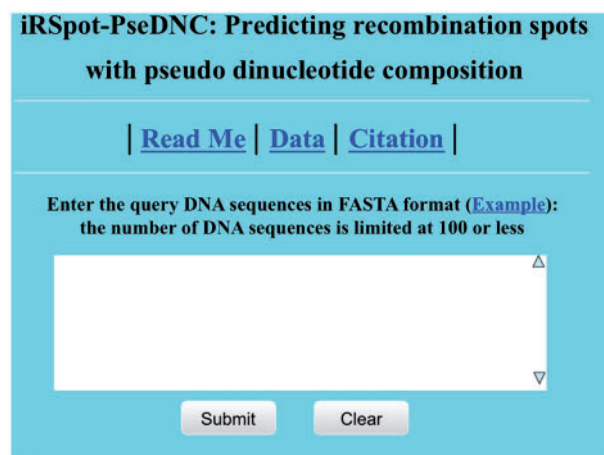 iRSpot-PseDNC: Predicting recombination spots
with pseudo dinucleotide composition
| Read Me | Data | Citation |
Enter the query DNA sequences in FASTA format (Example):
the number of DNA sequences is limited at 100 or less
Submit Clear